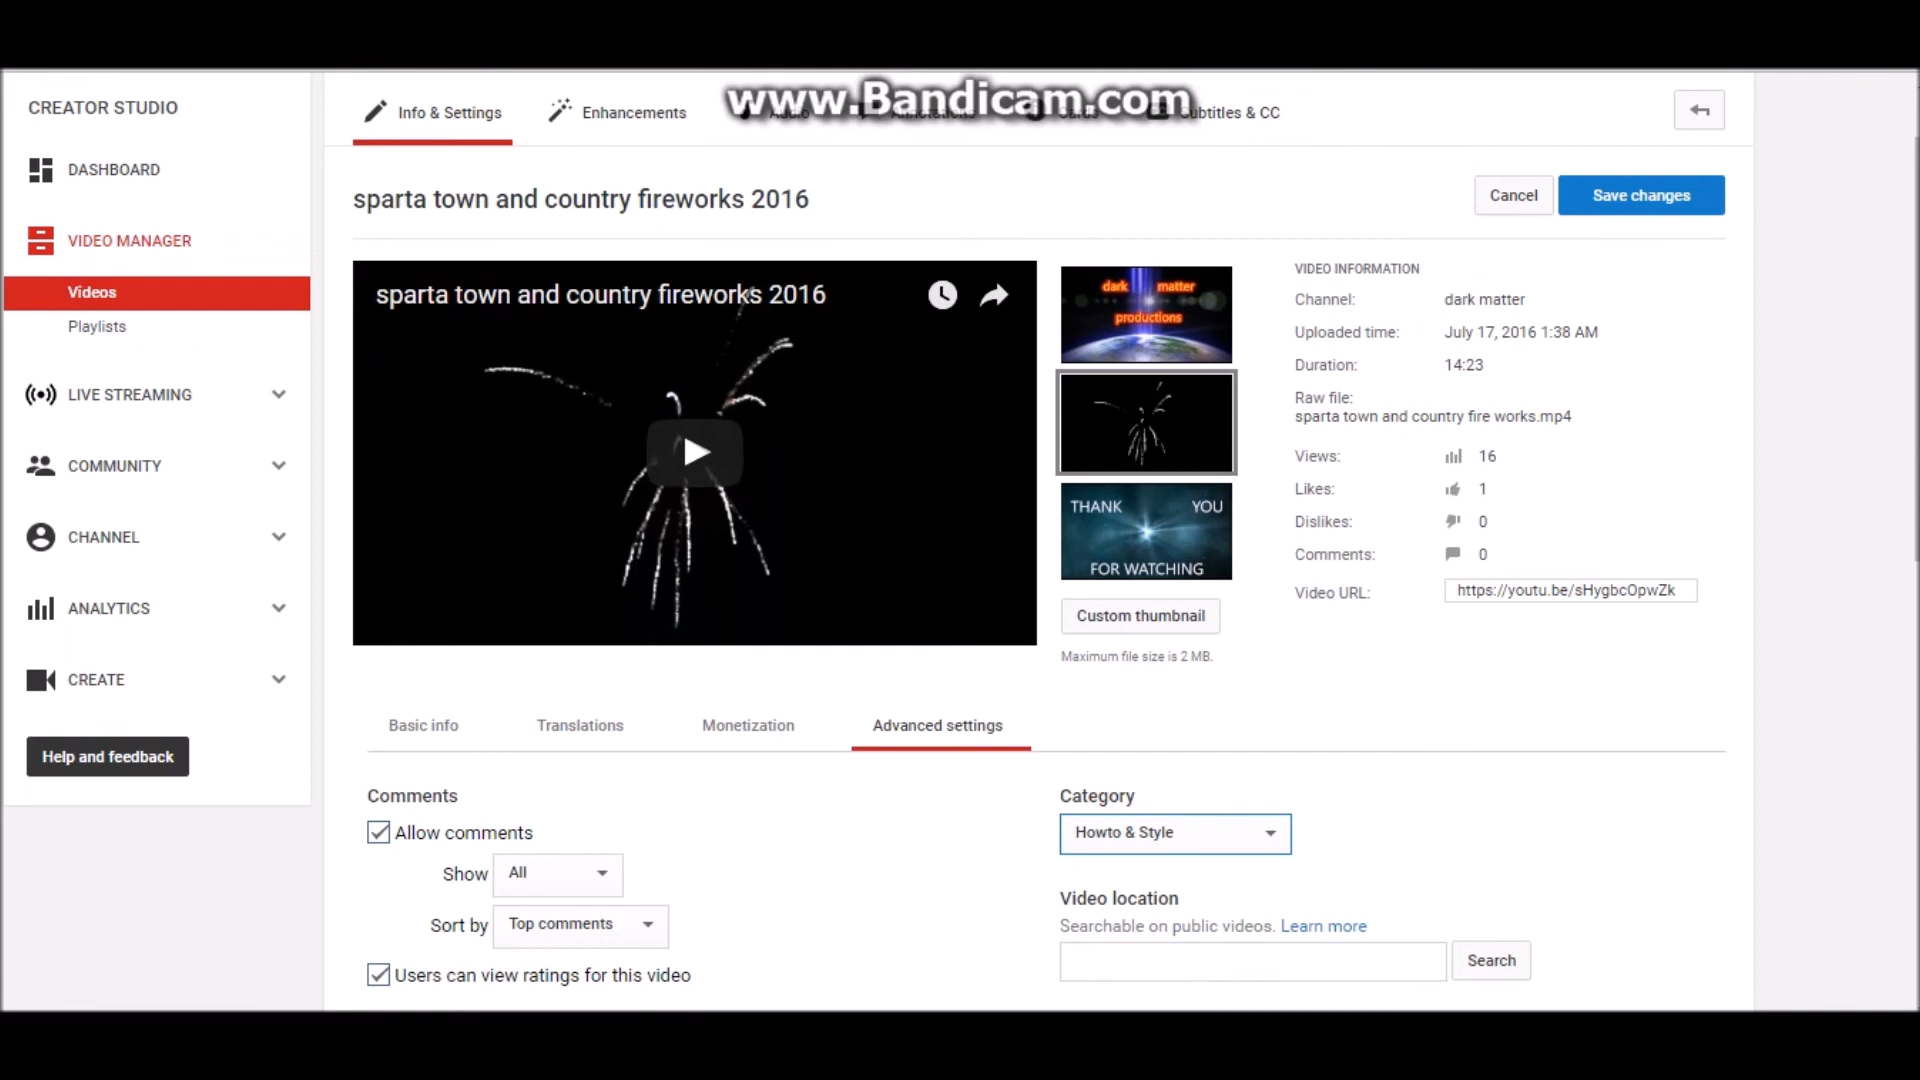 www.Bandicam.com
CREATOR STUDIO
DASHBOARD
VIDEO MANAGER
Videos
Playlists
LIVE STREAMING
COMMUNITY
CHANNEL
ANALYTICS
CREATE
Help and feedback
Info & Settings
Enhancements
Audio
Annotations
Cards
Subtitles & CC
sparta town and country fireworks 2016
Cancel
Save changes
sparta town and country fireworks 2016
dark matter
productions
THANK YOU
FOR WATCHING
Custom thumbnail
Maximum file size is 2 MB.
VIDEO INFORMATION
Channel: dark matter
Uploaded time: July 17, 2016 1:38 AM
Duration: 14:23
Raw file:
sparta town and country fire works.mp4
Views: 16
Likes: 1
Dislikes: 0
Comments: 0
Video URL: https://youtu.be/sHygbcOpwZk
Basic info
Translations
Monetization
Advanced settings
Comments
Allow comments
Show All
Sort by Top comments
Users can view ratings for this video
Category
Howto & Style
Video location
Searchable on public videos. Learn more
Search